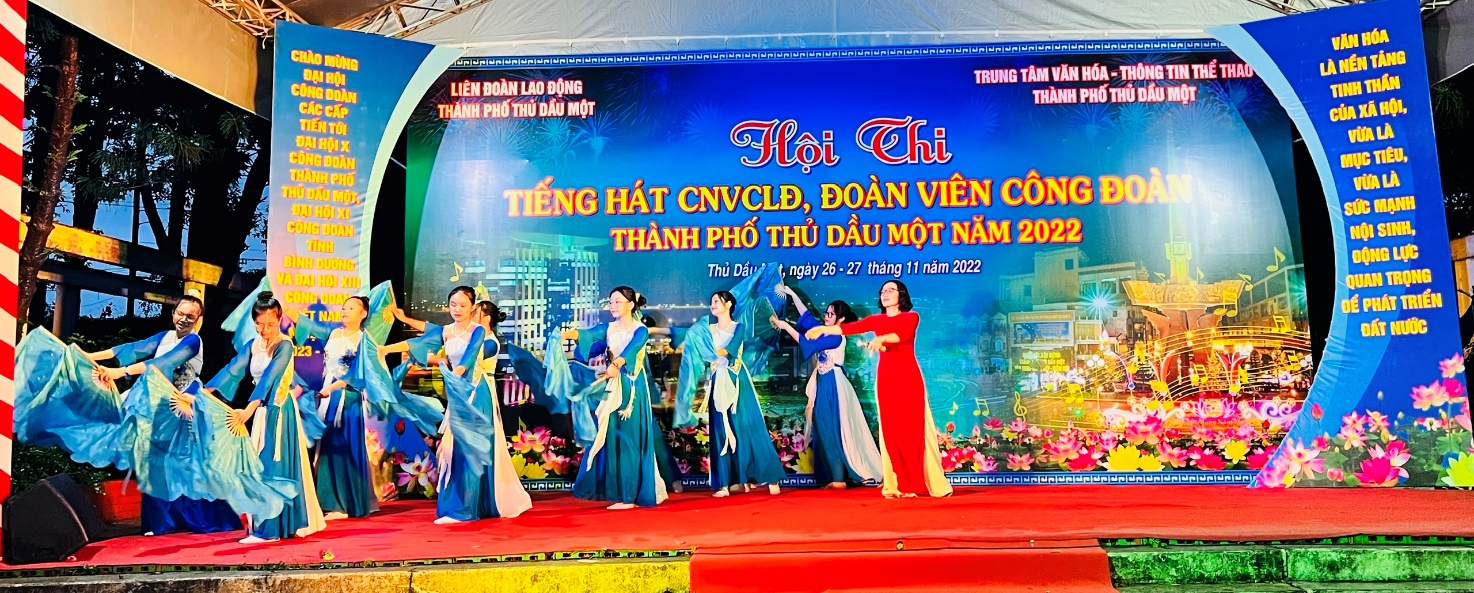 CHÀO MỪNG
ĐẠI HỘI
CÔNG ĐOÀN
CÁC CẤP
TIẾN TỚI
ĐẠI HỘI X
CÔNG ĐOÀN
THÀNH PHỐ
THỦ DẦU MỘT,
ĐẠI HỘI XI
CÔNG ĐOÀN
TỈNH
BÌNH DƯƠNG
VÀ ĐẠI HỘI XIII
CÔNG ĐOÀN
LIÊN ĐOÀN LAO ĐỘNG
THÀNH PHỐ THỦ DẦU MỘT
TRUNG TÂM VĂN HÓA - THÔNG TIN THỂ THAO
THÀNH PHỐ THỦ DẦU MỘT
Hội Thi
TIẾNG HÁT CNVCLĐ, ĐOÀN VIÊN CÔNG ĐOÀN
THÀNH PHỐ THỦ DẦU MỘT NĂM 2022
Thủ Dầu Một, ngày 26 - 27 tháng 11 năm 2022
VĂN HÓA
LÀ NỀN TẢNG
TINH THẦN
CỦA XÃ HỘI,
VỪA LÀ
MỤC TIÊU,
VỪA LÀ
SỨC MẠNH
NỘI SINH,
ĐỘNG LỰC
QUAN TRỌNG
ĐỂ PHÁT TRIỂN
ĐẤT NƯỚC